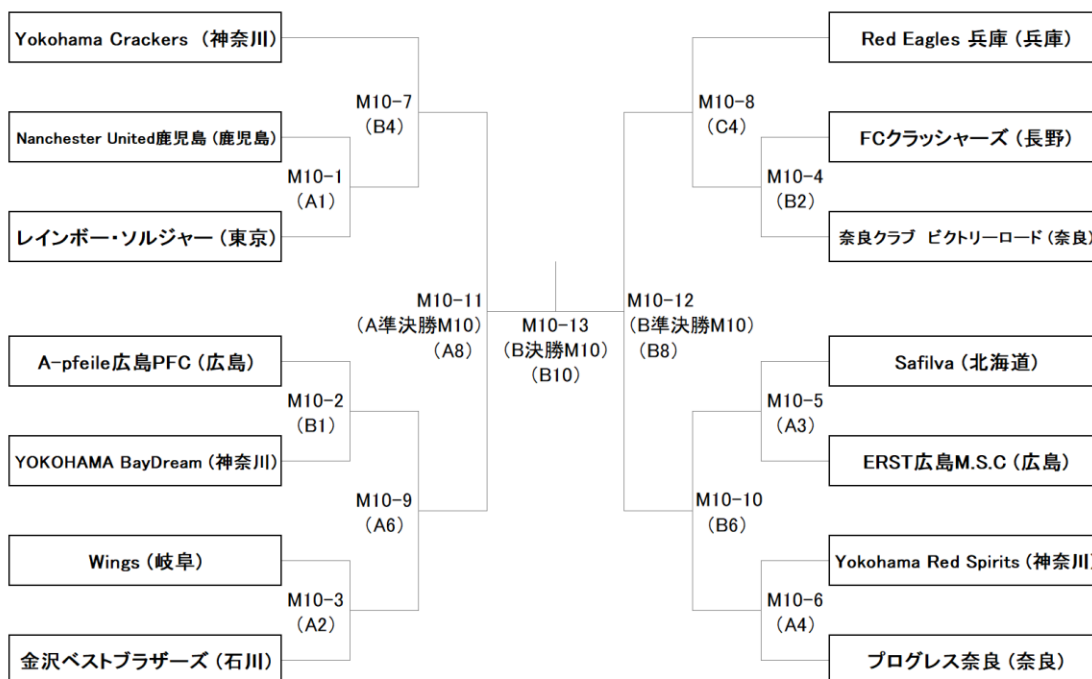 Yokohama Crackers (神奈川)
Nanchester United鹿児島 (鹿児島)
レインボー・ソルジャー (東京)
A-pfeile広島PFC (広島)
YOKOHAMA BayDream (神奈川)
Wings (岐阜)
金沢ベストブラザーズ (石川)
M10-7
(B4)
M10-1
(A1)
M10-2
(B1)
M10-9
(A6)
M10-3
(A2)
M10-11
(A準決勝M10)
(A8)
M10-13
(B決勝M10)
(B10)
M10-12
(B準決勝M10)
(B8)
M10-8
(C4)
M10-4
(B2)
M10-5
(A3)
M10-10
(B6)
M10-6
(A4)
Red Eagles 兵庫 (兵庫)
FCクラッシャーズ (長野)
奈良クラブ ビクトリーロード (奈良)
Safilva (北海道)
ERST広島M.S.C (広島)
Yokohama Red Spirits (神奈川)
プログレス奈良 (奈良)